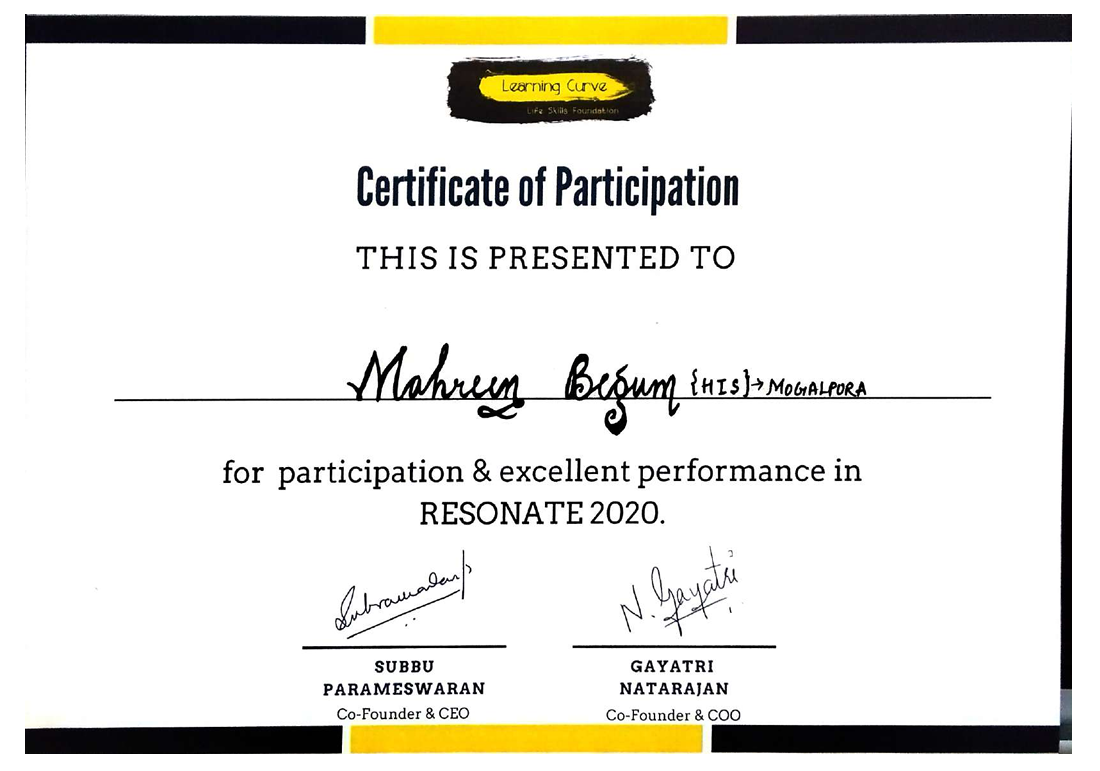 Learning Curve
Life Skills Foundation
Certificate of Participation
THIS IS PRESENTED TO
Mahreen Begum {HIS}→MOGALPORA
for participation & excellent performance in
RESONATE 2020.
N. Gayatri
SUBBU
PARAMESWARAN
Co-Founder & CEO
GAYATRI
NATARAJAN
Co-Founder & COO